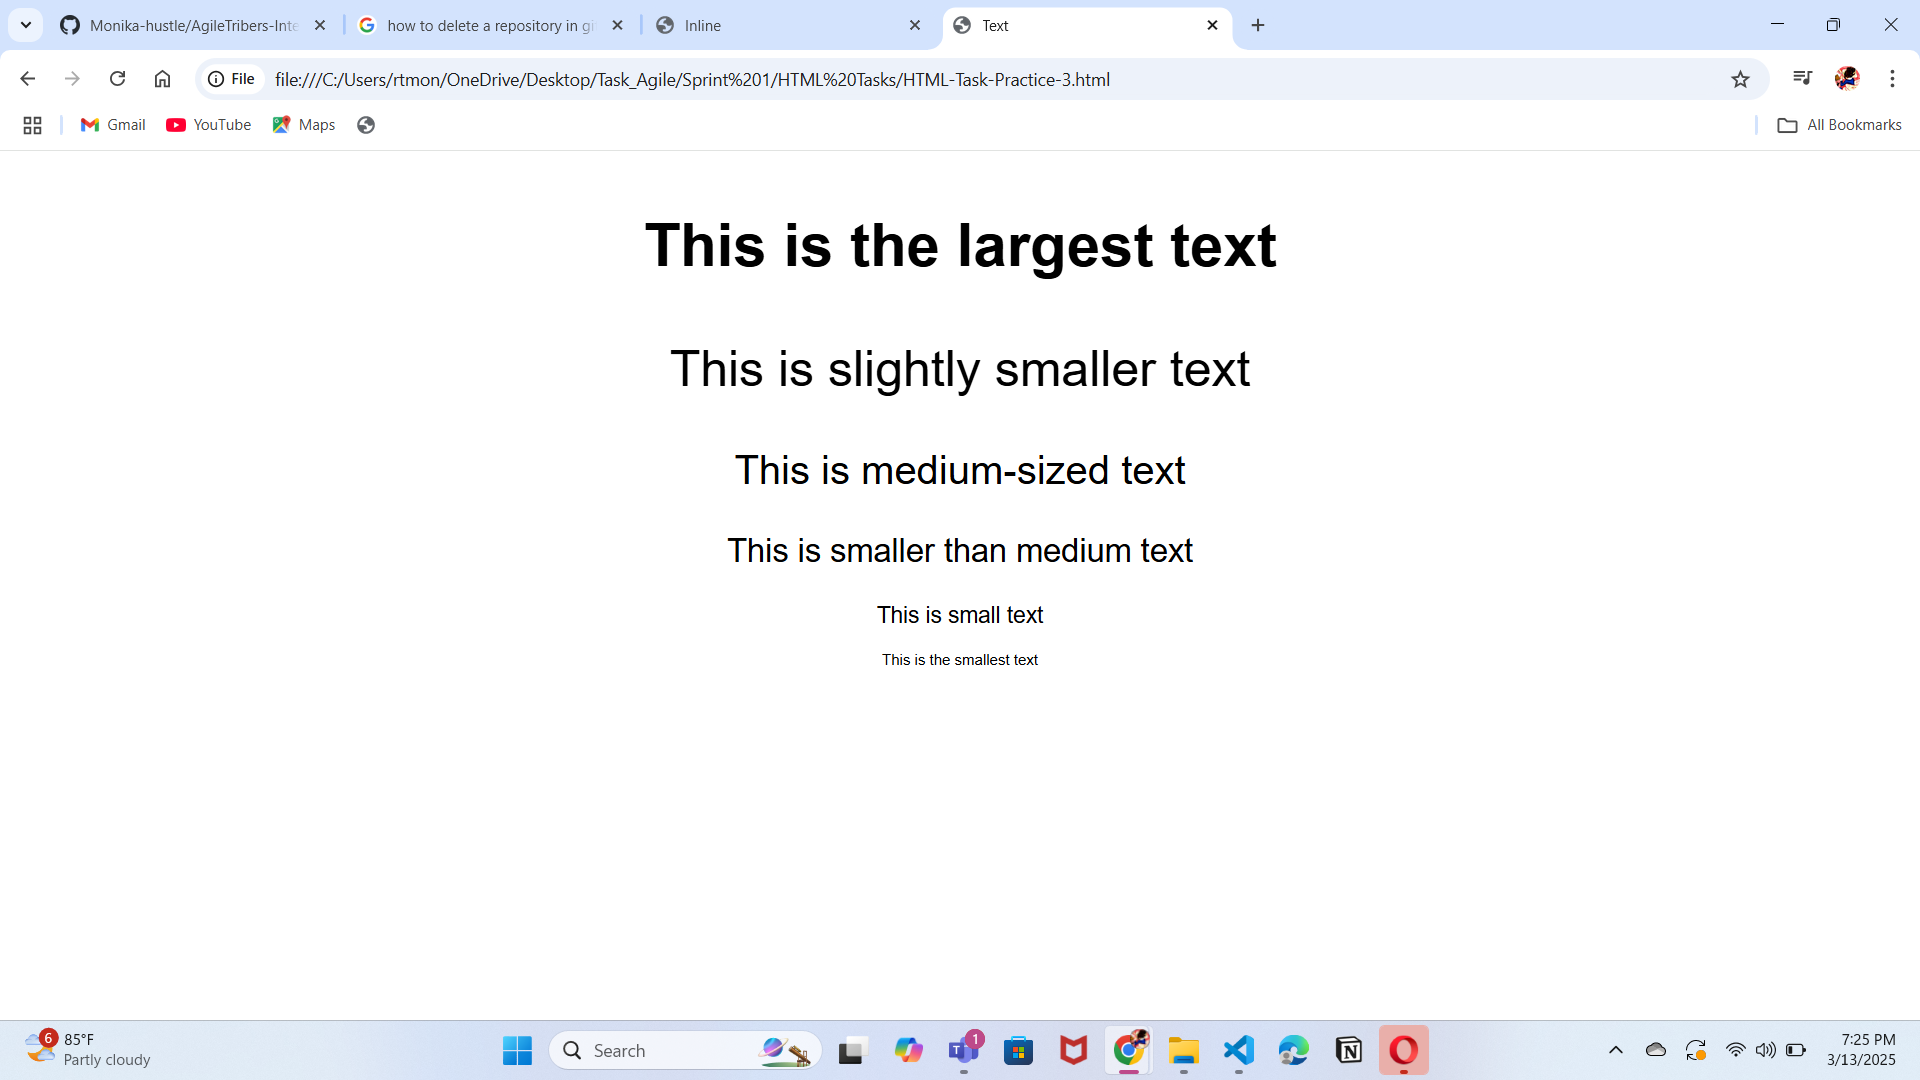 Monika-hustle/AgileTribers-Inte
how to delete a repository in gi
Inline
Text
File
file:///C:/Users/rtmon/OneDrive/Desktop/Task_Agile/Sprint%201/HTML%20Tasks/HTML-Task-Practice-3.html
Gmail
YouTube
Maps
All Bookmarks
This is the largest text
This is slightly smaller text
This is medium-sized text
This is smaller than medium text
This is small text
This is the smallest text
6
85°F
Partly cloudy
Search
1
7:25 PM
3/13/2025